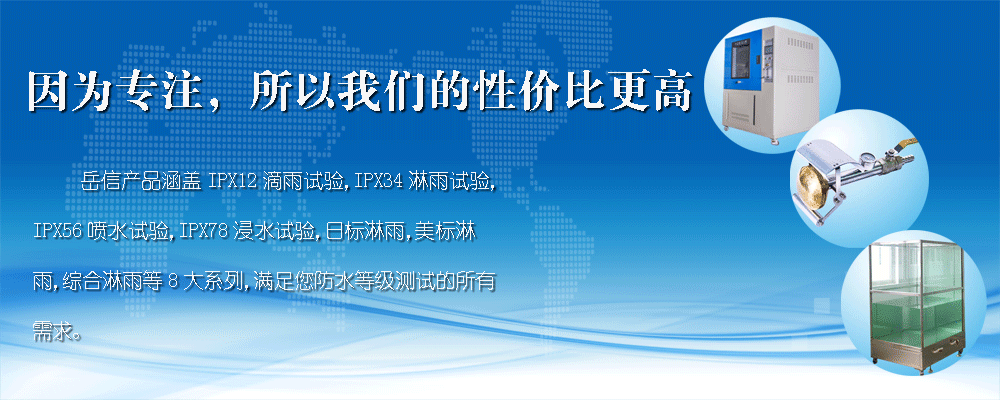 因为专注，所以我们的性价比更高
岳信产品涵盖 IPX12 滴雨试验,IPX34 淋雨试验,
IPX56 喷水试验,IPX78 浸水试验,日标淋雨,美标淋
雨,综合淋雨等 8 大系列,满足您防水等级测试的所有
需求。